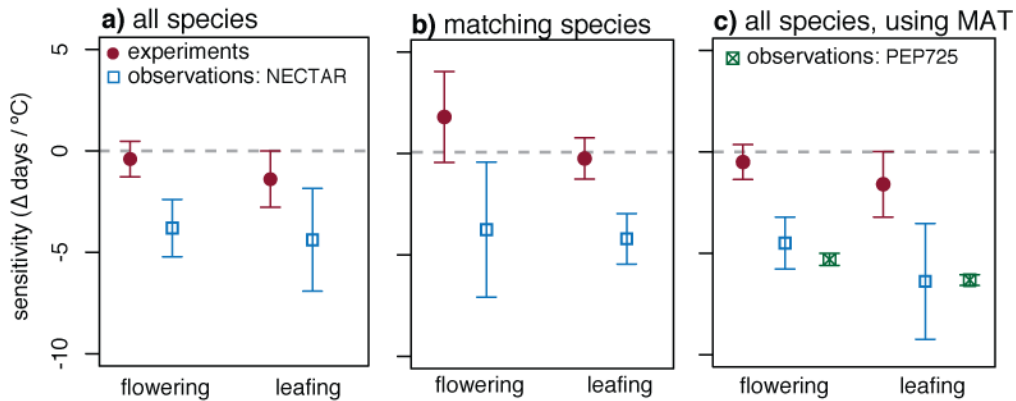 a) all species
b) matching species
c) all species, using MAT
experiments
observations: NECTAR
observations: PEP725
sensitivity (Δ days / ºC)
5
0
-5
-10
flowering
leafing
flowering
leafing
flowering
leafing